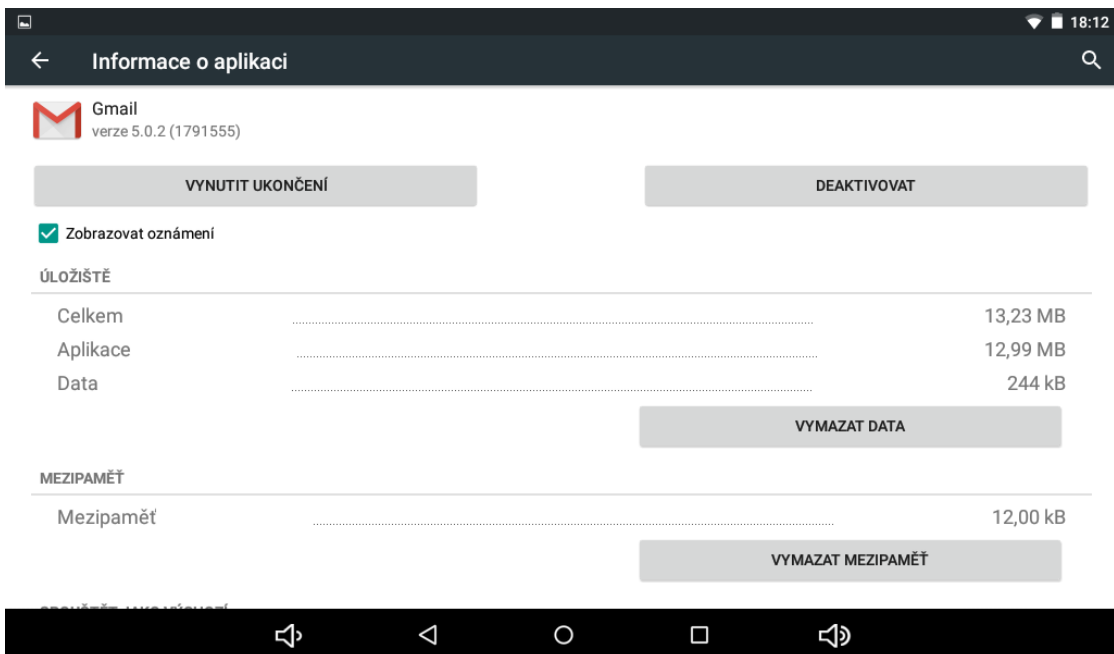 18:12
Informace o aplikaci
Gmail
verze 5.0.2 (1791555)
VYNUTIT UKONČENÍ DEAKTIVOVAT
Zobrazovat oznámení
ÚLOŽIŠTĚ
Celkem 13,23 MB
Aplikace 12,99 MB
Data 244 kB
VYMAZAT DATA
MEZIPAMĚŤ
Mezipaměť 12,00 kB
VYMAZAT MEZIPAMĚŤ